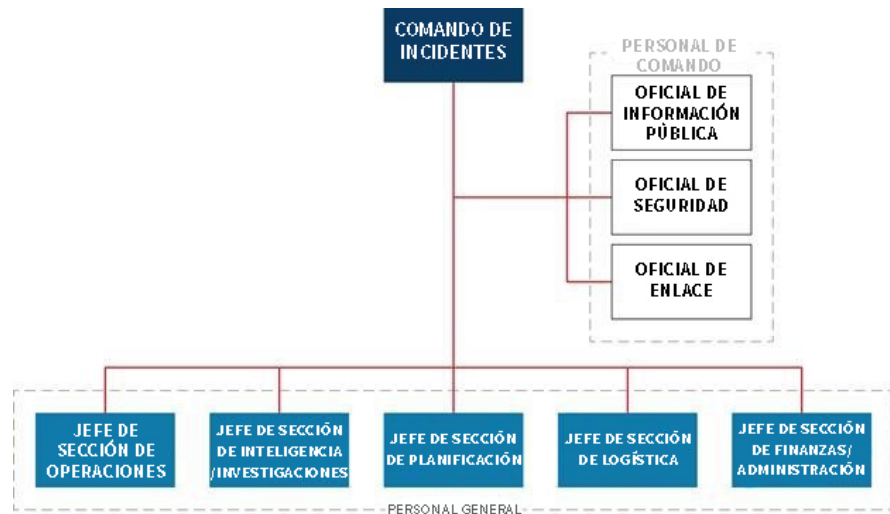 COMANDO DE
INCIDENTES
PERSONAL DE
COMANDO
OFICIAL DE
INFORMACIÓN
PÙBLICA
OFICIAL DE
SEGURIDAD
OFICIAL DE
ENLACE
JEFE DE
SECCIÓN DE
OPERACIONES
JEFE DE SECCIÓN
DE INTELIGENCIA
/INVESTIGACIONES
JEFE DE SECCIÓN
DE PLANIFICACIÓN
JEFE DE SECCIÓN
DE LOGÍSTICA
JEFE DE SECCIÓN
DE FINANZAS/
ADMINISTRACIÓN
PERSONAL GENERAL